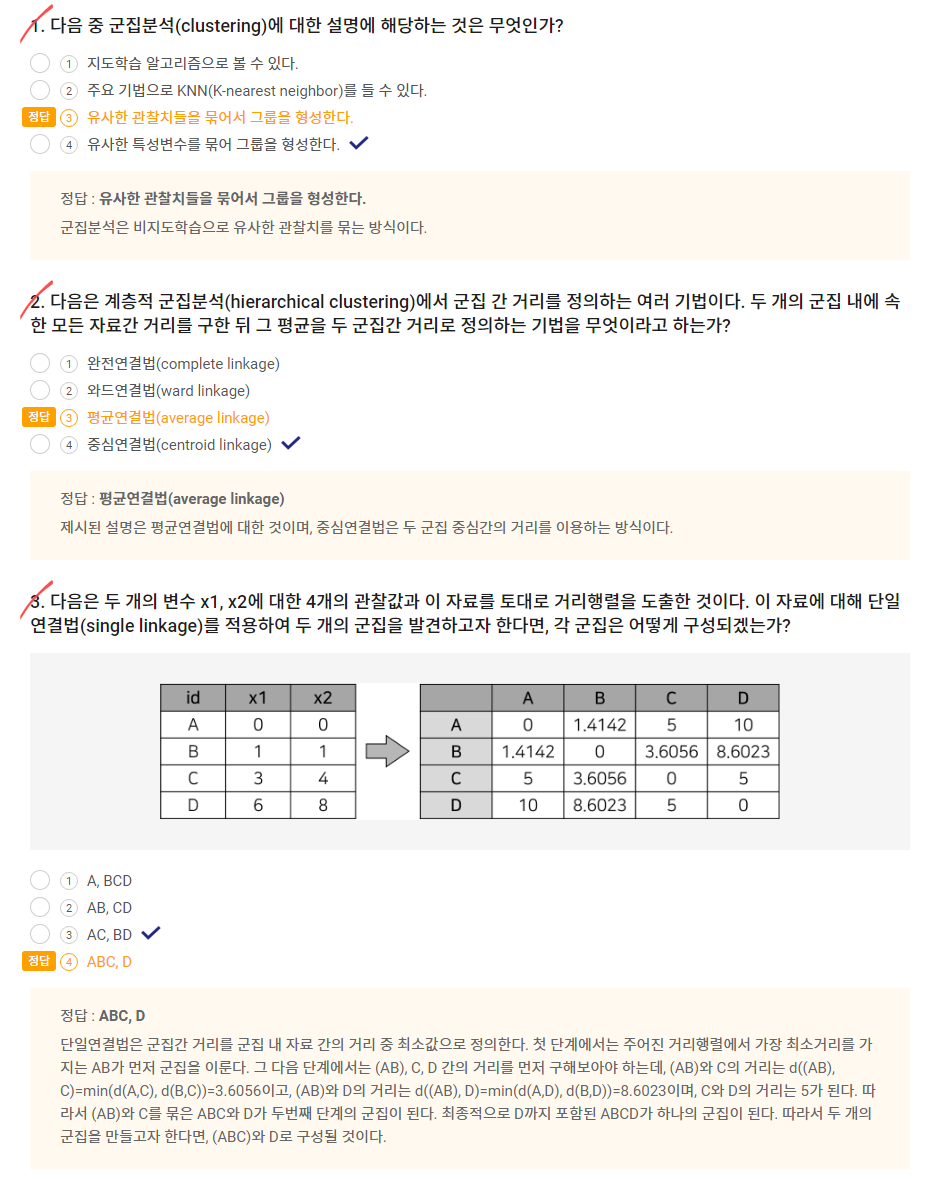 1. 다음 중 군집분석(clustering)에 대한 설명에 해당하는 것은 무엇인가?
① 지도학습 알고리즘으로 볼 수 있다.
② 주요 기법으로 KNN(K-nearest neighbor)를 들 수 있다.
정답 ③ 유사한 관찰치들을 묶어서 그룹을 형성한다.
④ 유사한 특성변수를 묶어 그룹을 형성한다.
정답 : 유사한 관찰치들을 묶어서 그룹을 형성한다.
군집분석은 비지도학습으로 유사한 관찰치를 묶는 방식이다.
2. 다음은 계층적 군집분석(hierarchical clustering)에서 군집 간 거리를 정의하는 여러 기법이다. 두 개의 군집 내에 속
한 모든 자료간 거리를 구한 뒤 그 평균을 두 군집간 거리로 정의하는 기법을 무엇이라고 하는가?
① 완전연결법(complete linkage)
② 와드연결법(ward linkage)
정답 ③ 평균연결법(average linkage)
④ 중심연결법(centroid linkage)
정답 : 평균연결법(average linkage)
제시된 설명은 평균연결법에 대한 것이며, 중심연결법은 두 군집 중심간의 거리를 이용하는 방식이다.
3. 다음은 두 개의 변수 x1, x2에 대한 4개의 관찰값과 이 자료를 토대로 거리행렬을 도출한 것이다. 이 자료에 대해 단일
연결법(single linkage)를 적용하여 두 개의 군집을 발견하고자 한다면, 각 군집은 어떻게 구성되겠는가?
id x1 x2
A 0 0
B 1 1
C 3 4
D 6 8
A B C D
A 0 1.4142 5 10
B 1.4142 0 3.6056 8.6023
C 5 3.6056 0 5
D 10 8.6023 5 0
① A, BCD
② AB, CD
③ AC, BD
정답 ④ ABC, D
정답 : ABC, D
단일연결법은 군집간 거리를 군집 내 자료 간의 거리 중 최소값으로 정의한다. 첫 단계에서는 주어진 거리행렬에서 가장 최소거리를 가
지는 AB가 먼저 군집을 이룬다. 그 다음 단계에서는 (AB), C, D 간의 거리를 먼저 구해보아야 하는데, (AB)와 C의 거리는 d((AB),
C)=min(d(A,C), d(B,C))=3.6056이고, (AB)와 D의 거리는 d((AB), D)=min(d(A,D), d(B,D))=8.6023이며, C와 D의 거리는 5가 된다. 따
라서 (AB)와 C를 묶은 ABC와 D가 두번째 단계의 군집이 된다. 최종적으로 D까지 포함된 ABCD가 하나의 군집이 된다. 따라서 두 개의
군집을 만들고자 한다면, (ABC)와 D로 구성될 것이다.